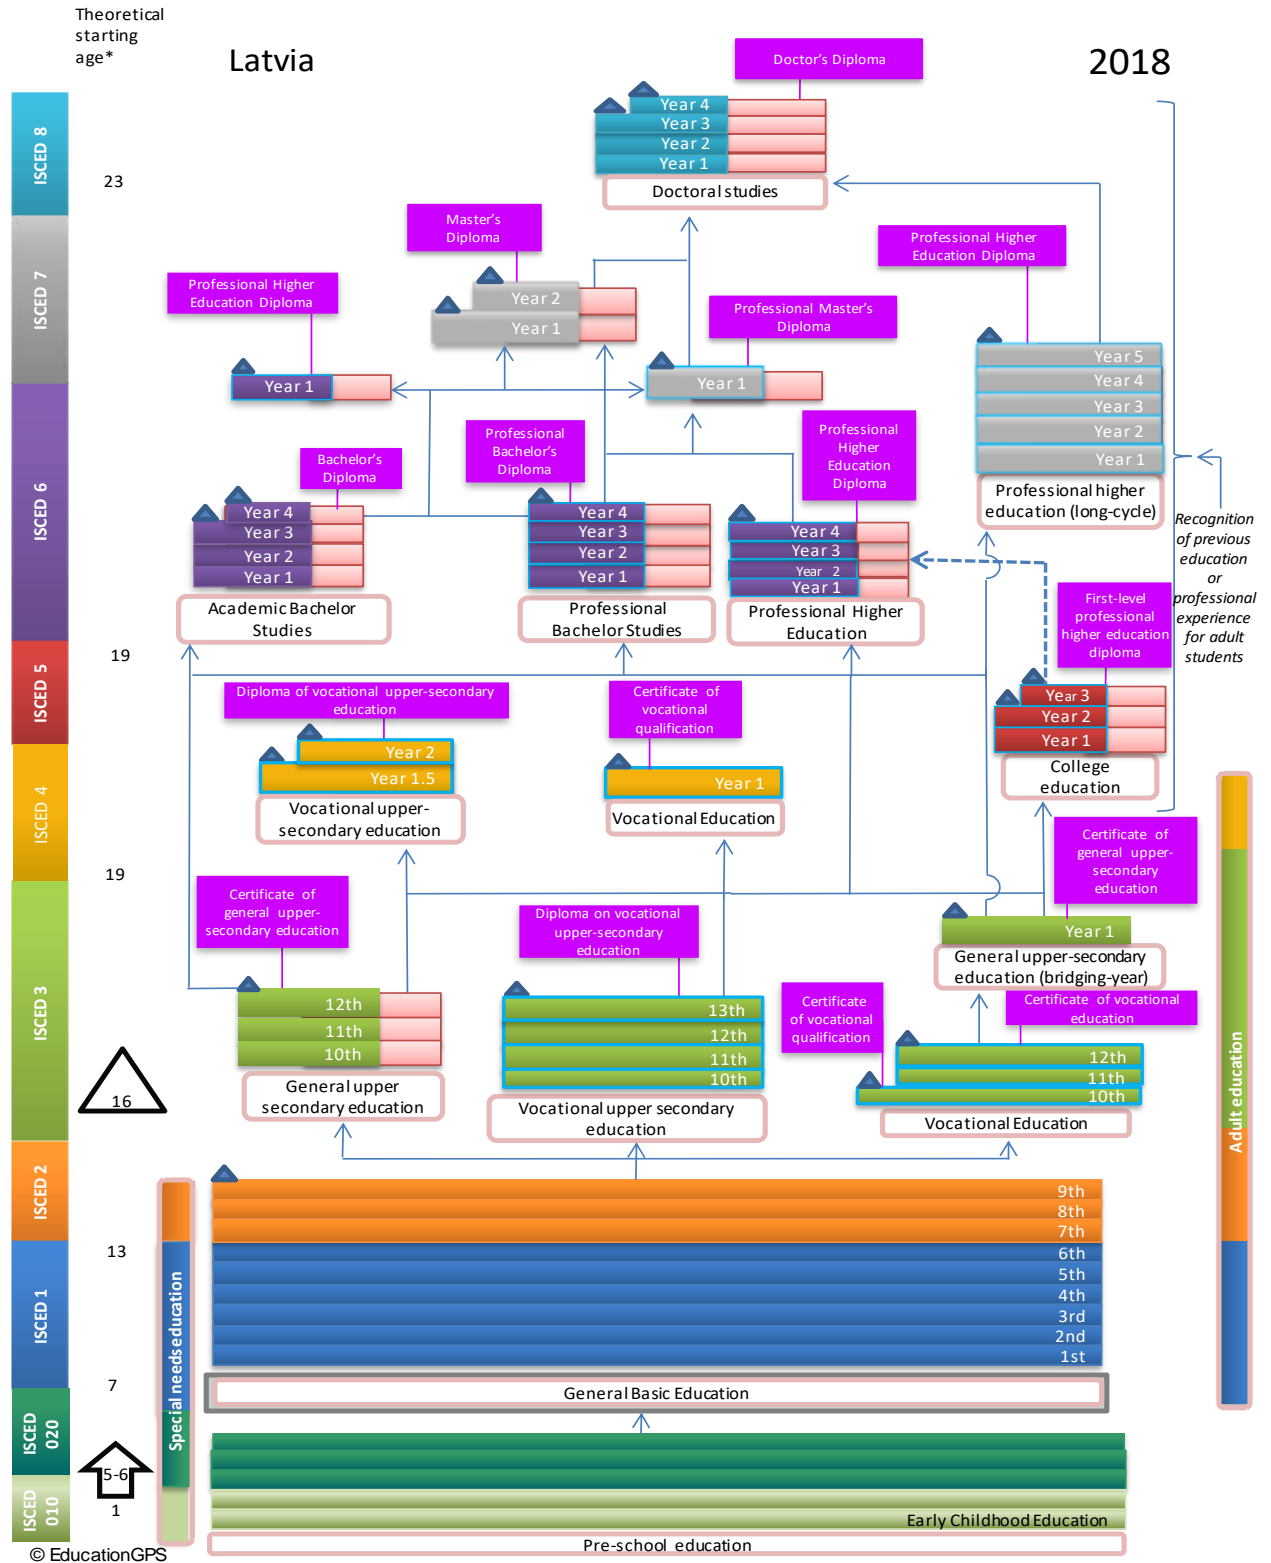 Theoretical
starting
age*
Latvia
2018
Doctor's Diploma
ISCED 8
23
Year 4
Year 3
Year 2
Year 1
Doctoral studies
Master's
Diploma
Professional Higher
Education Diploma
ISCED 7
Professional Higher
Education Diploma
Year 2
Year 1
Professional Master's
Diploma
Year 1
Year 1
Year 5
Year 4
Year 3
Year 2
Year 1
Professional higher
education (long-cycle)
ISCED 6
Bachelor's
Diploma
Professional
Bachelor's
Diploma
Professional
Higher
Education
Diploma
Year 4
Year 3
Year 2
Year 1
Academic Bachelor
Studies
Year 4
Year 3
Year 2
Year 1
Professional
Bachelor Studies
Year 4
Year 3
Year 2
Year 1
Professional Higher
Education
Recognition
of previous
education
or
professional
experience
for adult
students
First-level
professional
higher education
diploma
19
ISCED 5
Diploma of vocational upper-secondary
education
Certificate of
vocational
qualification
Year 3
Year 2
Year 1
College
education
ISCED 4
Year 2
Year 1.5
Vocational upper-
secondary education
Year 1
Vocational Education
19
Certificate of
general upper-
secondary
education
Certificate of
general upper-
secondary education
Diploma on vocational
upper-secondary
education
Year 1
General upper-secondary
education (bridging-year)
ISCED 3
Certificate
of vocational
qualification
Certificate of vocational
education
12th
11th
10th
General upper
secondary education
13th
12th
11th
10th
Vocational upper secondary
education
12th
11th
10th
Vocational Education
16
Adult education
ISCED 2
9th
8th
7th
13
ISCED 1
6th
5th
4th
3rd
2nd
1st
Special needs education
7
General Basic Education
ISCED
020
5-6
1
ISCED
010
Early Childhood Education
Pre-school education
© EducationGPS